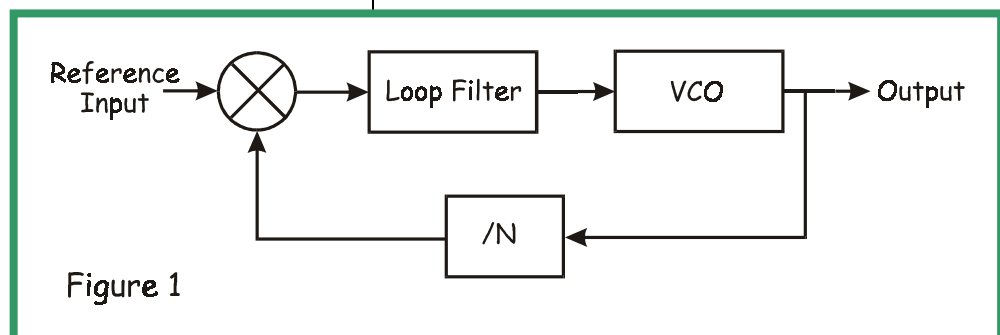 Reference
Input
Loop Filter
VCO
Output
/N
Figure 1